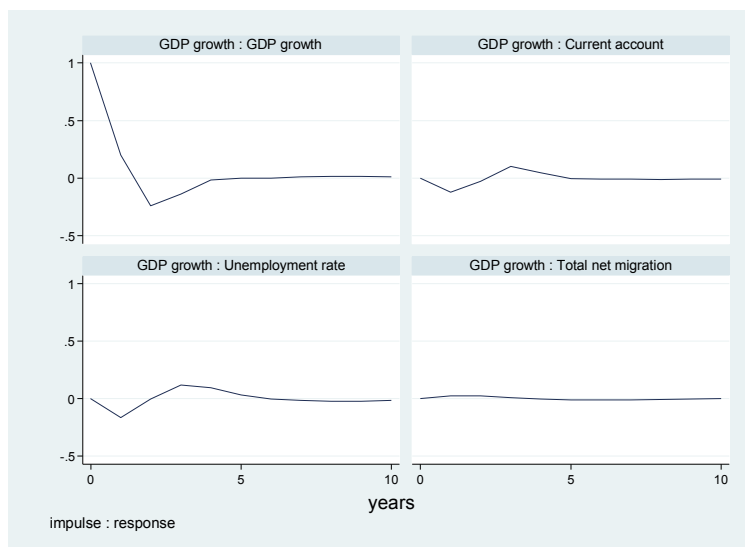 GDP growth : GDP growth
GDP growth : Current account
1
.5
0
-.5
GDP growth : Unemployment rate
GDP growth : Total net migration
1
.5
0
-.5
0 5 10
0 5 10
years
impulse : response